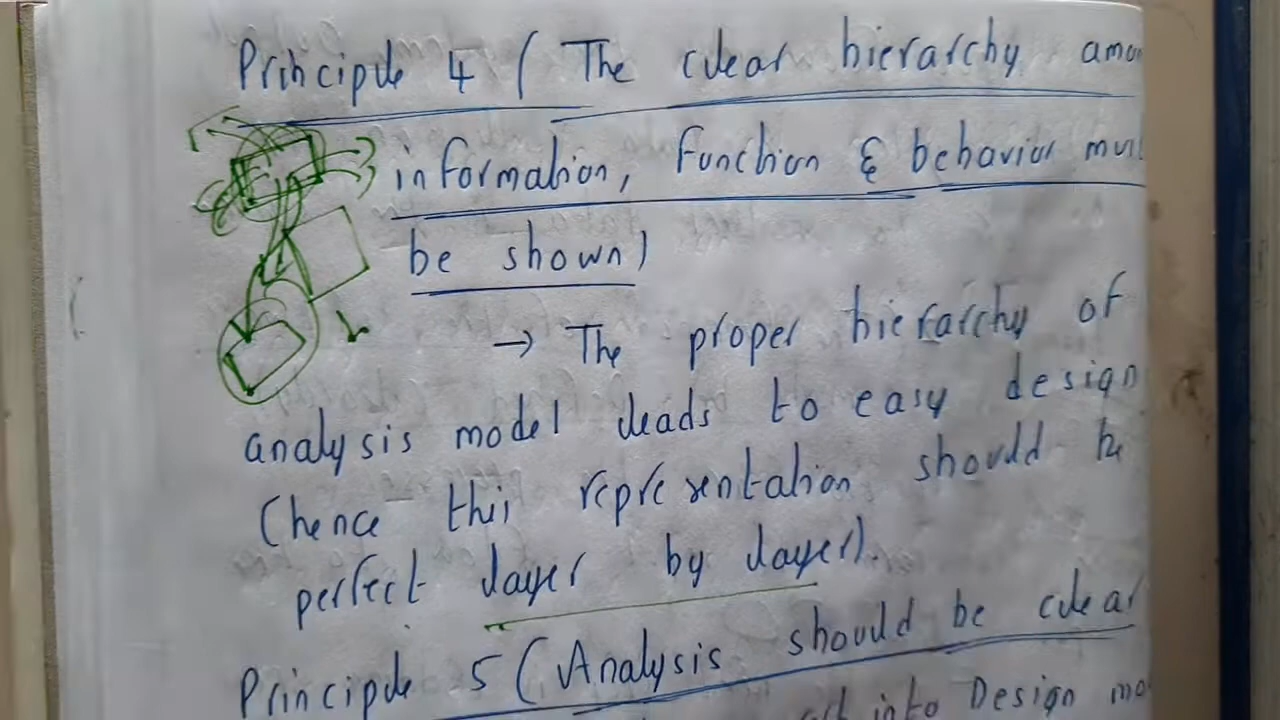 Principle 4 ( The clear hierarchy amo
information, function & behavior mus
be shown)
→ The proper hierarchy of
analysis model leads to easy design
(hence this representation should be
perfect layer by layer).
Principle 5 ( Analysis should be clear
into Design mo